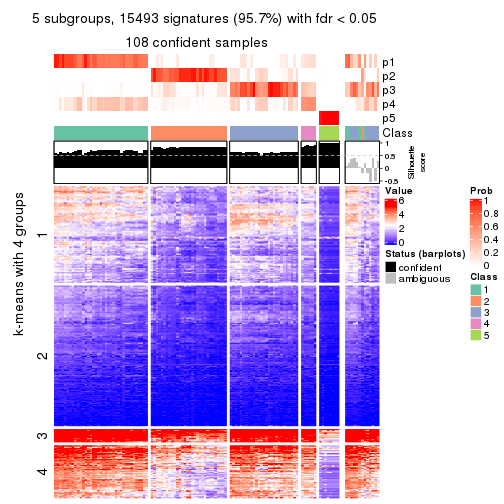 5 subgroups, 15493 signatures (95.7%) with fdr < 0.05
108 confident samples
p1
p2
p3
p4
p5
Class
1
0.5
0
-0.5
Silhouette
score
k-means with 4 groups
1
2
3
4
Value
6
4
2
0
Status (barplots)
confident
ambiguous
Prob
1
0.8
0.6
0.4
0.2
0
Class
1
2
3
4
5